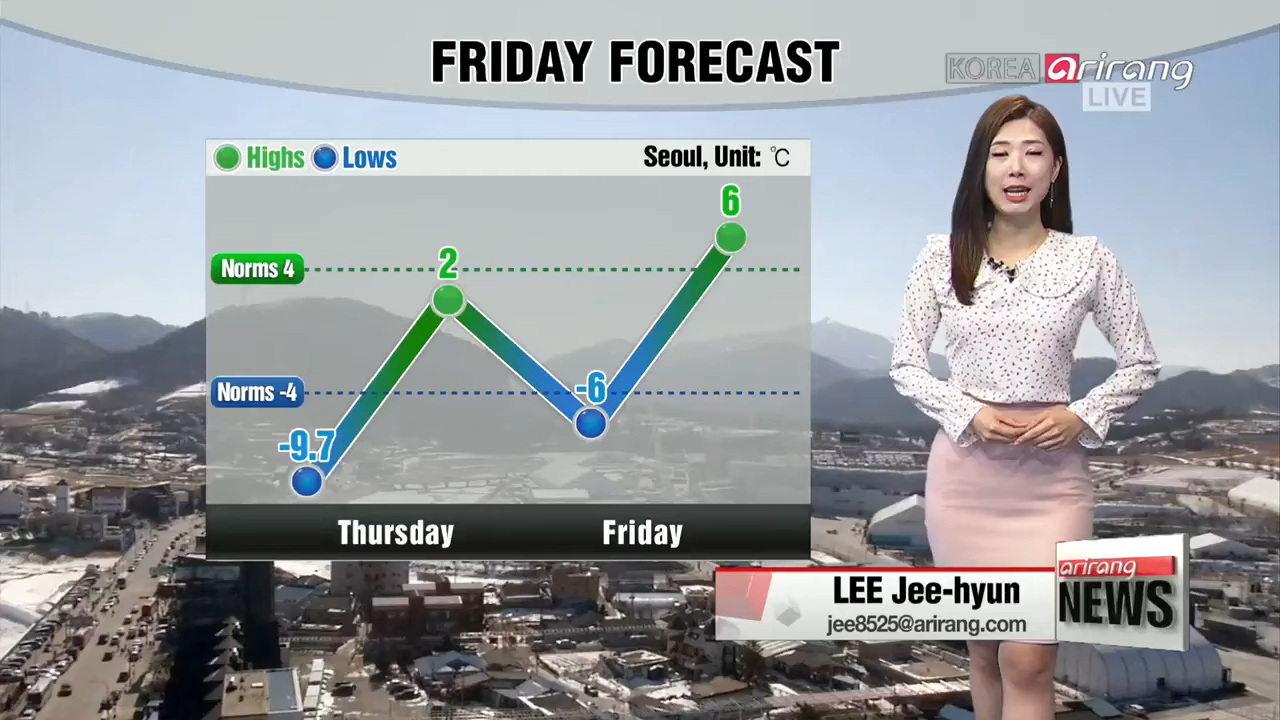 FRIDAY FORECAST
KOREA arirang
LIVE
Highs Lows
Seoul, Unit: ℃
6
Norms 4
2
Norms -4
-6
-9.7
Thursday
Friday
LEE Jee-hyun
jee8525@arirang.com
arirang
NEWS